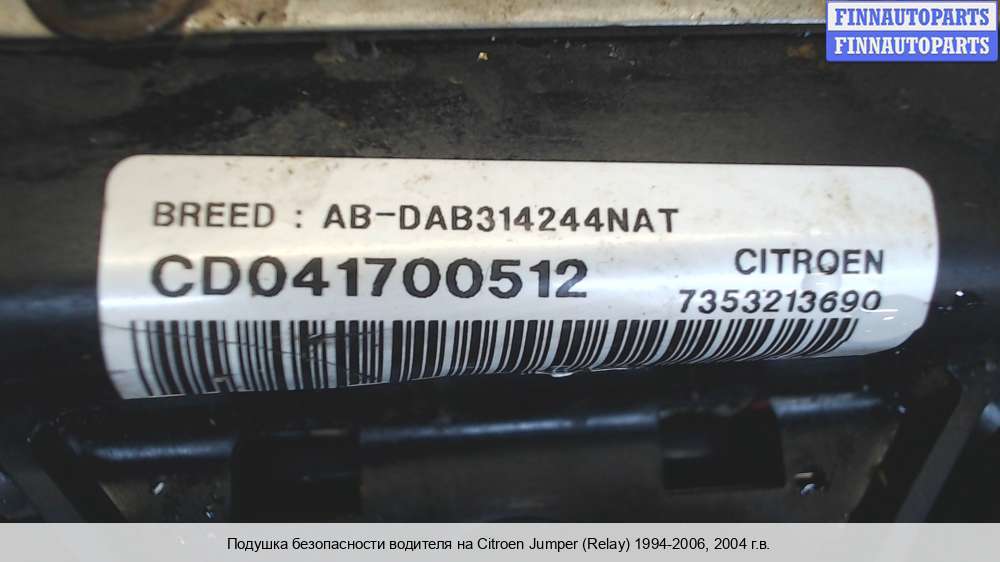 FINNAUTOPARTS
FINNAUTOPARTS
BREED : AB-DAB314244NAT
CD041700512
CITROEN
7353213690
Подушка безопасности водителя на Citroen Jumper (Relay) 1994-2006, 2004 г.в.